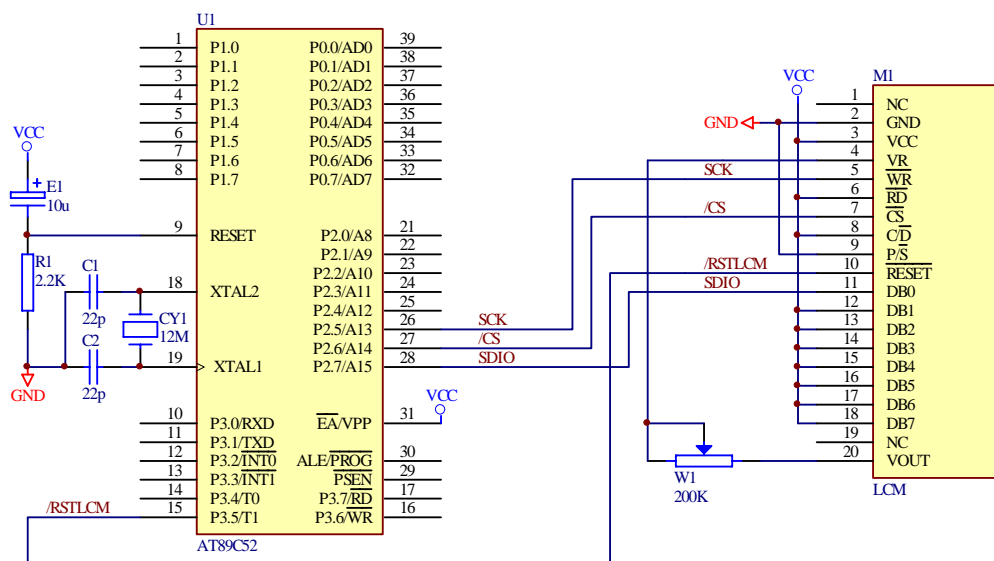 U1
1 P1.0 P0.0/AD0 39
2 P1.1 P0.1/AD1 38
3 P1.2 P0.2/AD2 37
4 P1.3 P0.3/AD3 36
5 P1.4 P0.4/AD4 35
6 P1.5 P0.5/AD5 34
7 P1.6 P0.6/AD6 33
8 P1.7 P0.7/AD7 32
9 RESET P2.0/A8 21
P2.1/A9 22
P2.2/A10 23
18 XTAL2 P2.3/A11 24
P2.4/A12 25
P2.5/A13 26 SCK
P2.6/A14 27 /CS
19 XTAL1 P2.7/A15 28 SDIO
10 P3.0/RXD EA/VPP 31 VCC
11 P3.1/TXD
12 P3.2/INT0 ALE/PROG 30
13 P3.3/INT1 PSEN 29
14 P3.4/T0 P3.7/RD 17
/RSTLCM 15 P3.5/T1 P3.6/WR 16
AT89C52
VCC
E1
10u
R1
2.2K
C1
22p
C2
22p
CY1
12M
GND
VCC
M1
1 NC
GND 2 GND
3 VCC
4 VR
SCK 5 WR
6 RD
/CS 7 CS
8 C/D
9 P/S
/RSTLCM 10 RESET
SDIO 11 DB0
12 DB1
13 DB2
14 DB3
15 DB4
16 DB5
17 DB6
18 DB7
19 NC
20 VOUT
W1
200K
LCM